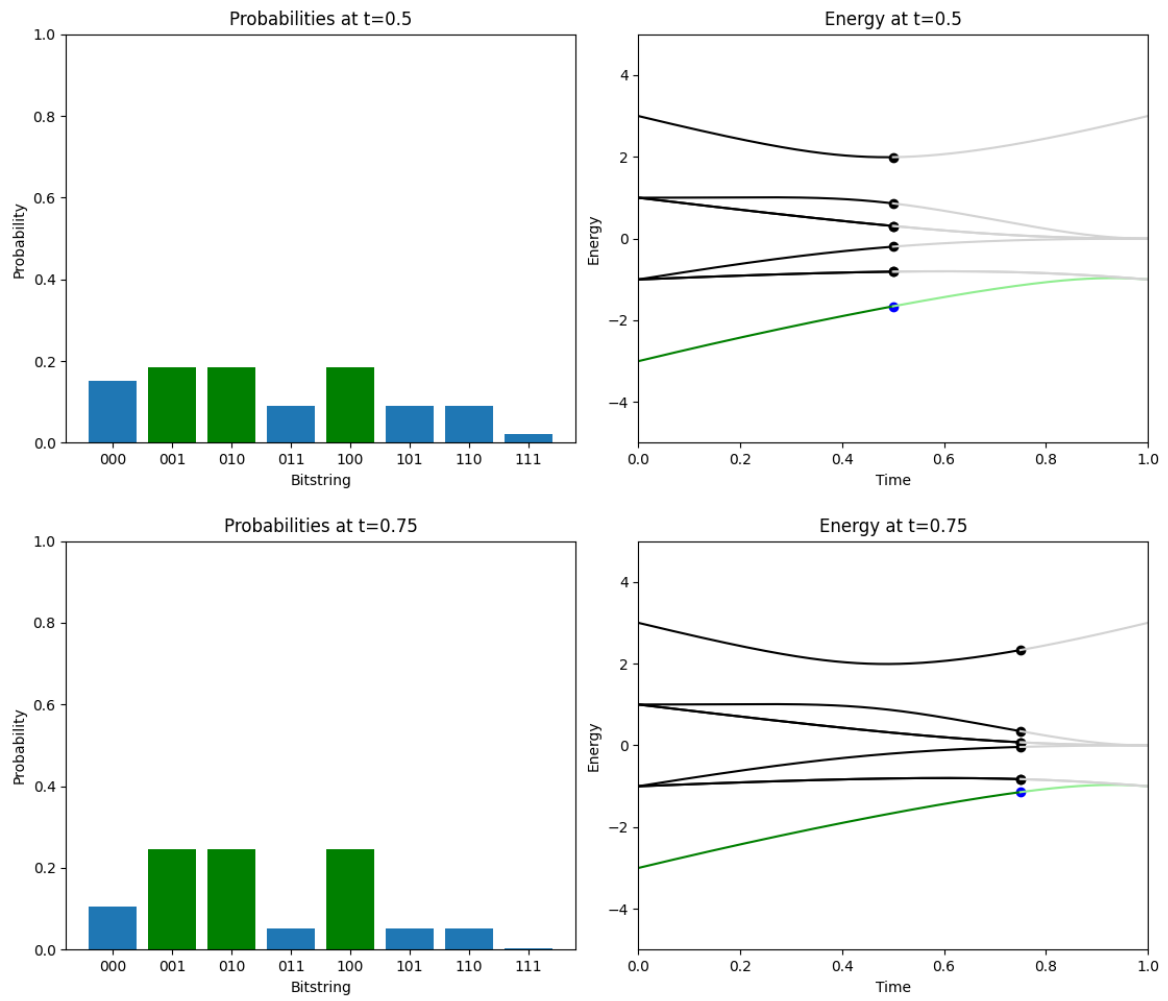 Probabilities at t=0.5
1.0
0.8
0.6
0.4
0.2
0.0
Probability
000 001 010 011 100 101 110 111
Bitstring
Energy at t=0.5
4
2
0
−2
−4
Energy
0.0 0.2 0.4 0.6 0.8 1.0
Time
Probabilities at t=0.75
1.0
0.8
0.6
0.4
0.2
0.0
Probability
000 001 010 011 100 101 110 111
Bitstring
Energy at t=0.75
4
2
0
−2
−4
Energy
0.0 0.2 0.4 0.6 0.8 1.0
Time